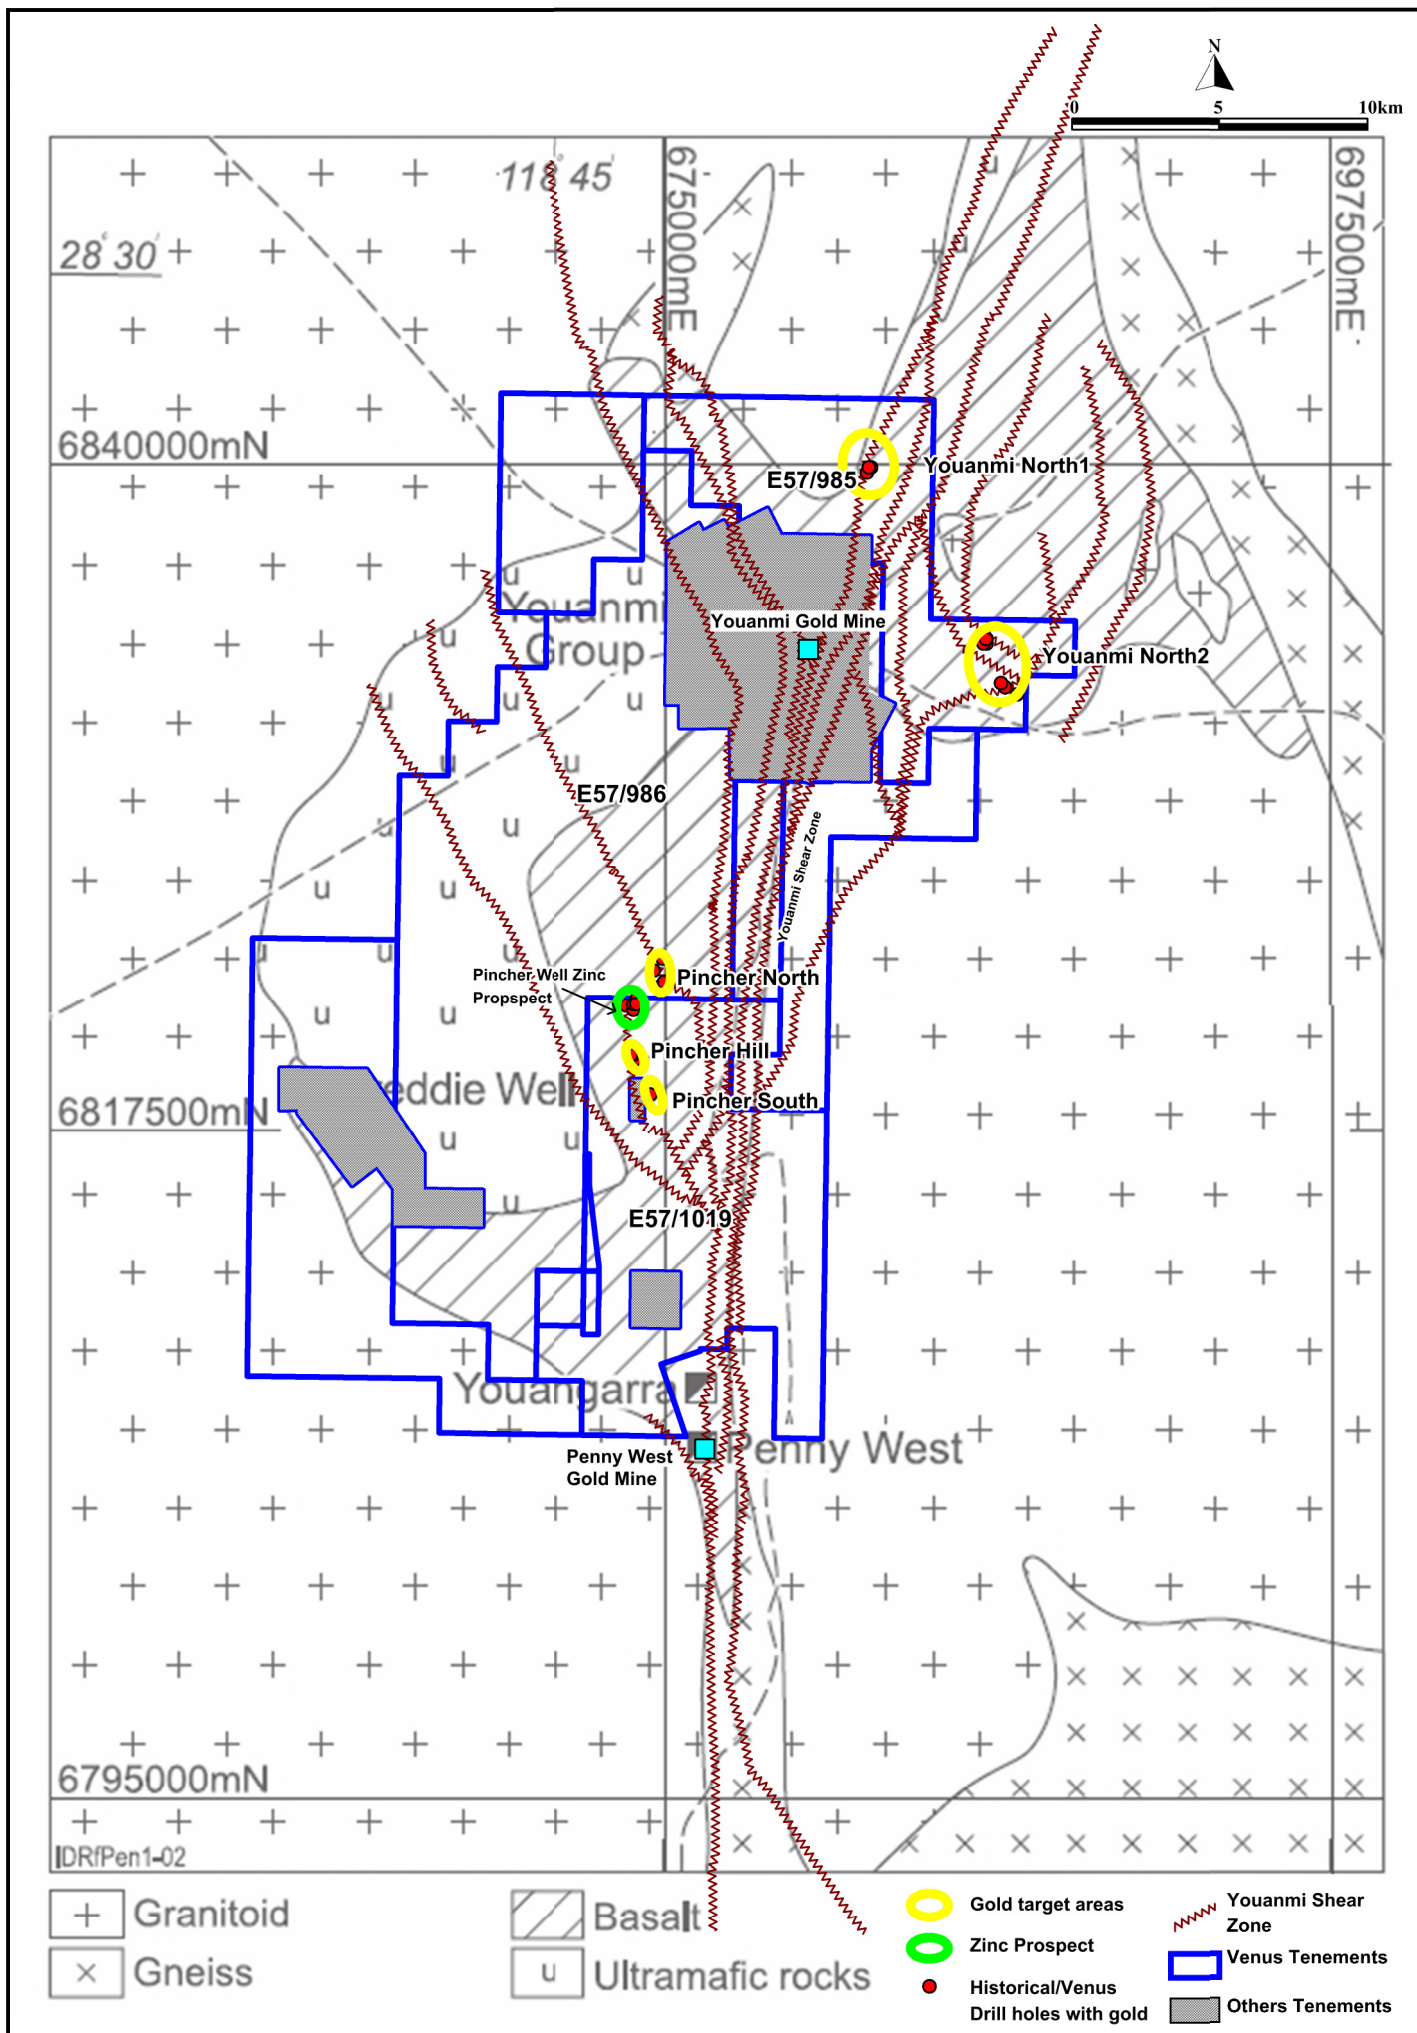 N
0 5 10km
118° 45'
675000mE
697500mE
28° 30'
6840000mN
Youanmi North1
E57/985
Youanmi
Group
Youanmi Gold Mine
Youanmi North2
E57/986
Youanmi Shear Zone
Pincher Well Zinc
Propspect
Pincher North
Pincher Hill
eddie Well
Pincher South
6817500mN
E57/1019
Youangarra
Penny West
Penny West
Gold Mine
6795000mN
IDRfPen1-02
Granitoid
Gneiss
Basalt
u Ultramafic rocks
Gold target areas
Zinc Prospect
Historical/Venus
Drill holes with gold
Youanmi Shear
Zone
Venus Tenements
Others Tenements